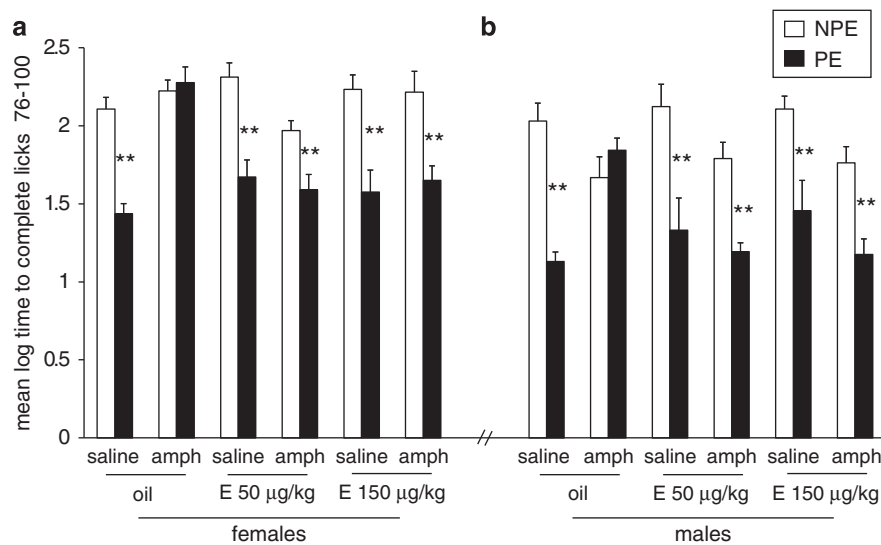 a
b
NPE
PE
mean log time to complete licks 76-100
2.5
2
1.5
1
0.5
0
** ** ** ** **
** ** ** ** **
saline amph saline amph saline amph
oil E 50 µg/kg E 150 µg/kg
females
saline amph saline amph saline amph
oil E 50 µg/kg E 150 µg/kg
males